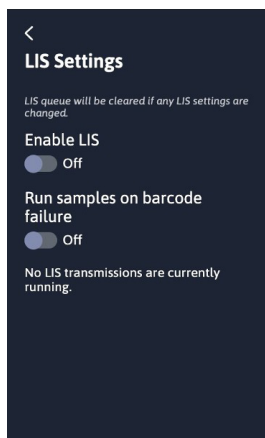 LIS Settings
LIS queue will be cleared if any LIS settings are
changed.
Enable LIS
Off
Run samples on barcode
failure
Off
No LIS transmissions are currently
running.